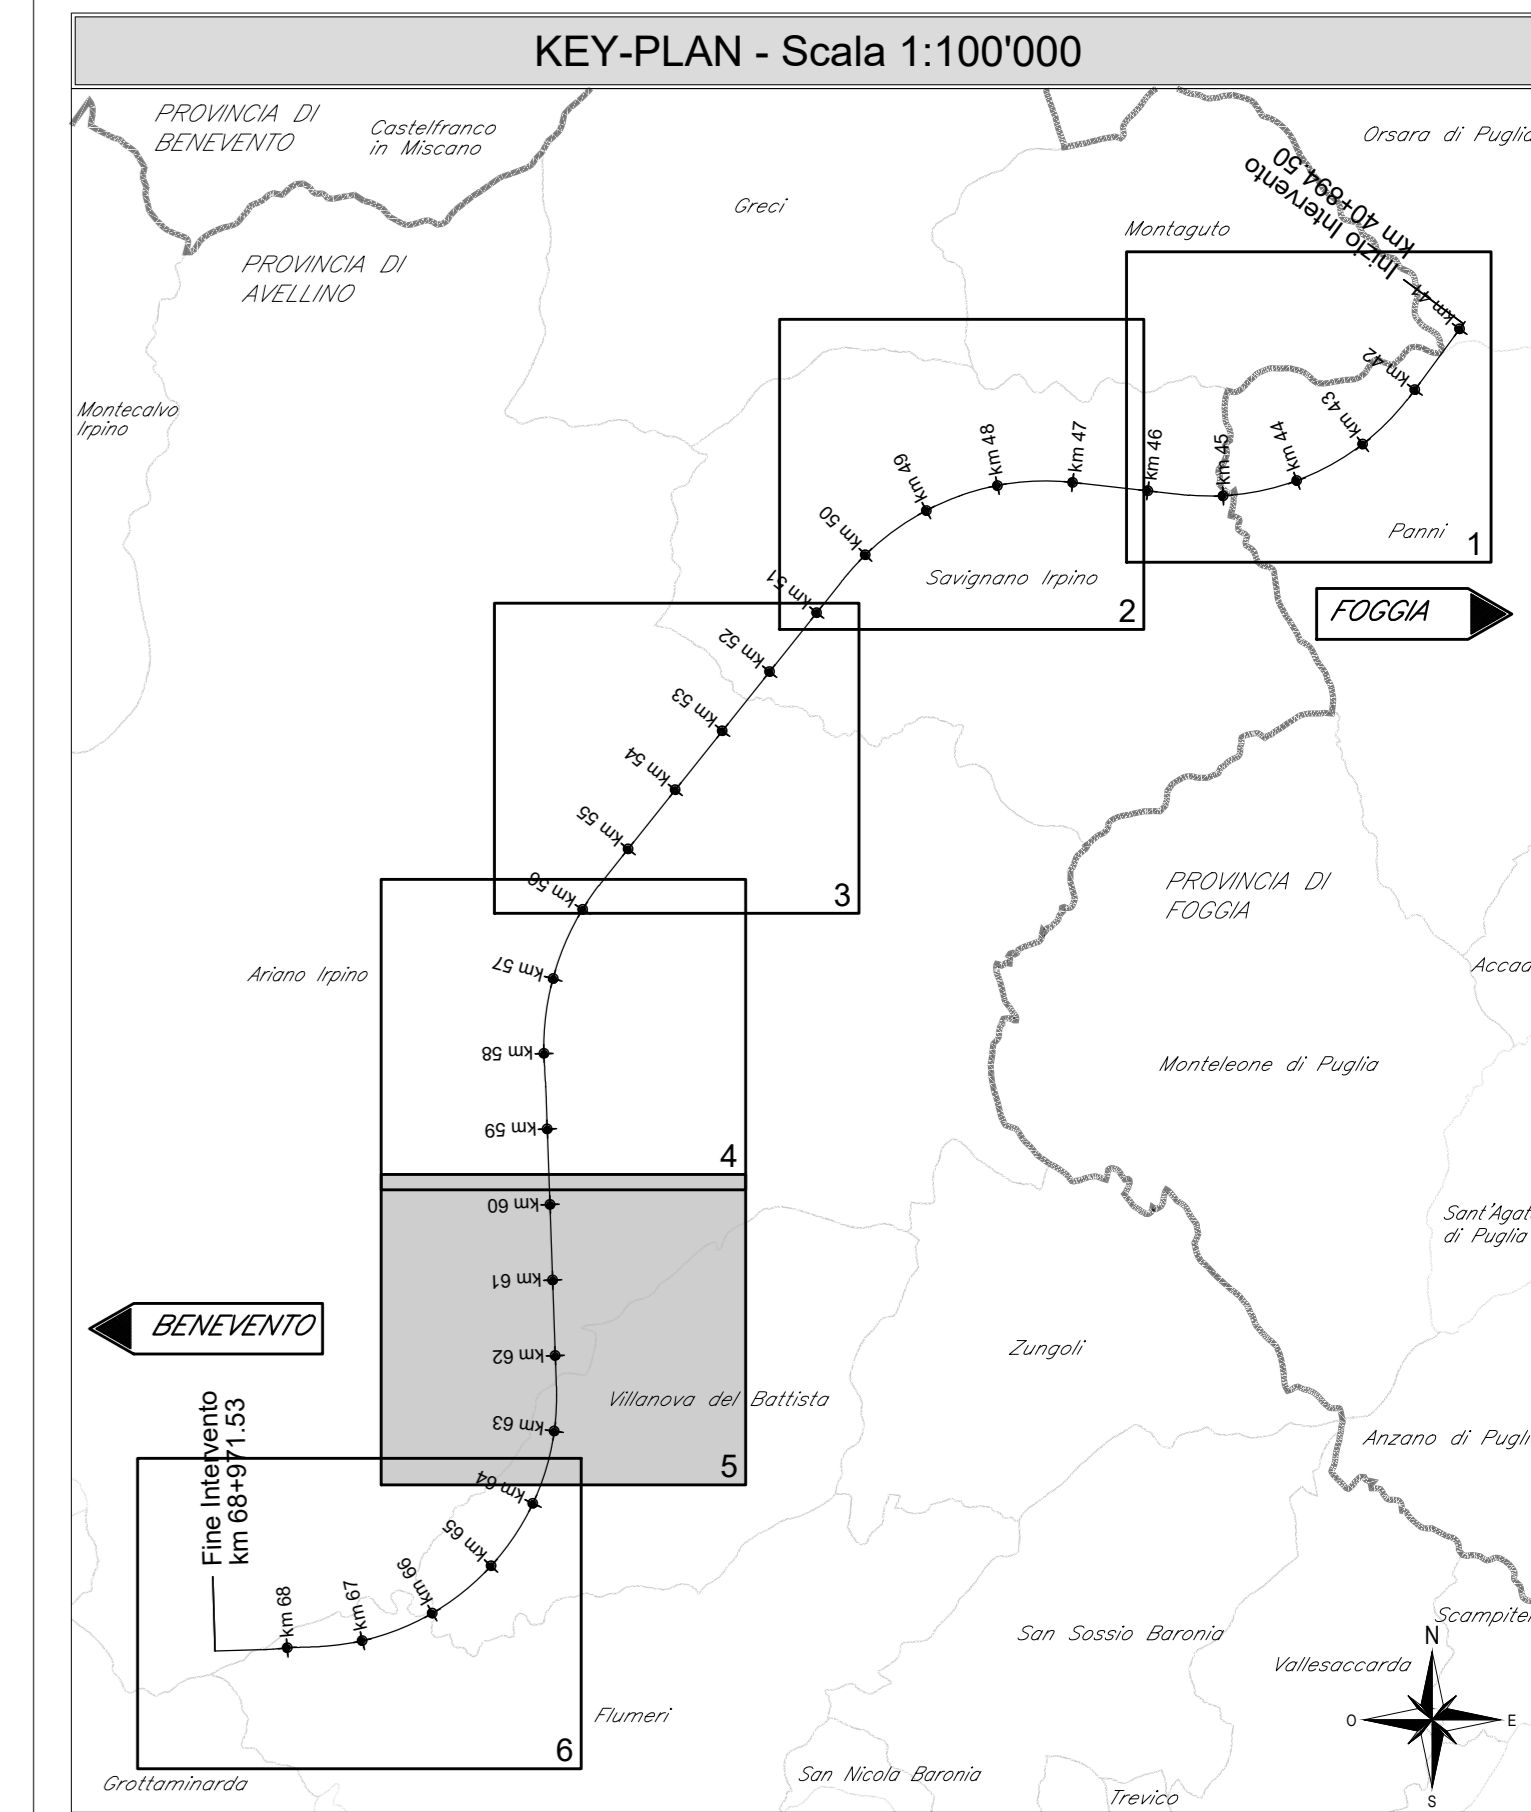 KEY-PLAN - Scala 1:100'000
PROVINCIA DI
BENEVENTO
Castelfranco
in Miscano
Orsara di Puglia
Greci
Montaguto
Inizio Intervento
km 40+894.50
PROVINCIA DI
AVELLINO
km 41
km 42
km 43
km 44
km 45
km 46
km 47
km 48
km 49
km 50
km 51
Montecalvo
Irpino
Panni
1
Savignano Irpino
2
FOGGIA
km 52
km 53
km 54
km 55
km 56
3
PROVINCIA DI
FOGGIA
Ariano Irpino
Accad
km 57
km 58
km 59
Monteleone di Puglia
4
km 60
km 61
km 62
km 63
Sant'Agat
di Puglia
BENEVENTO
Zungoli
Villanova del Battista
Anzano di Pugli
5
Fine Intervento
km 68+971.53
km 64
km 65
km 66
km 67
km 68
Scampite
San Sossio Baronia
Vallesaccarda
N
O
E
S
Flumeri
6
Grottaminarda
San Nicola Baronia
Trevico